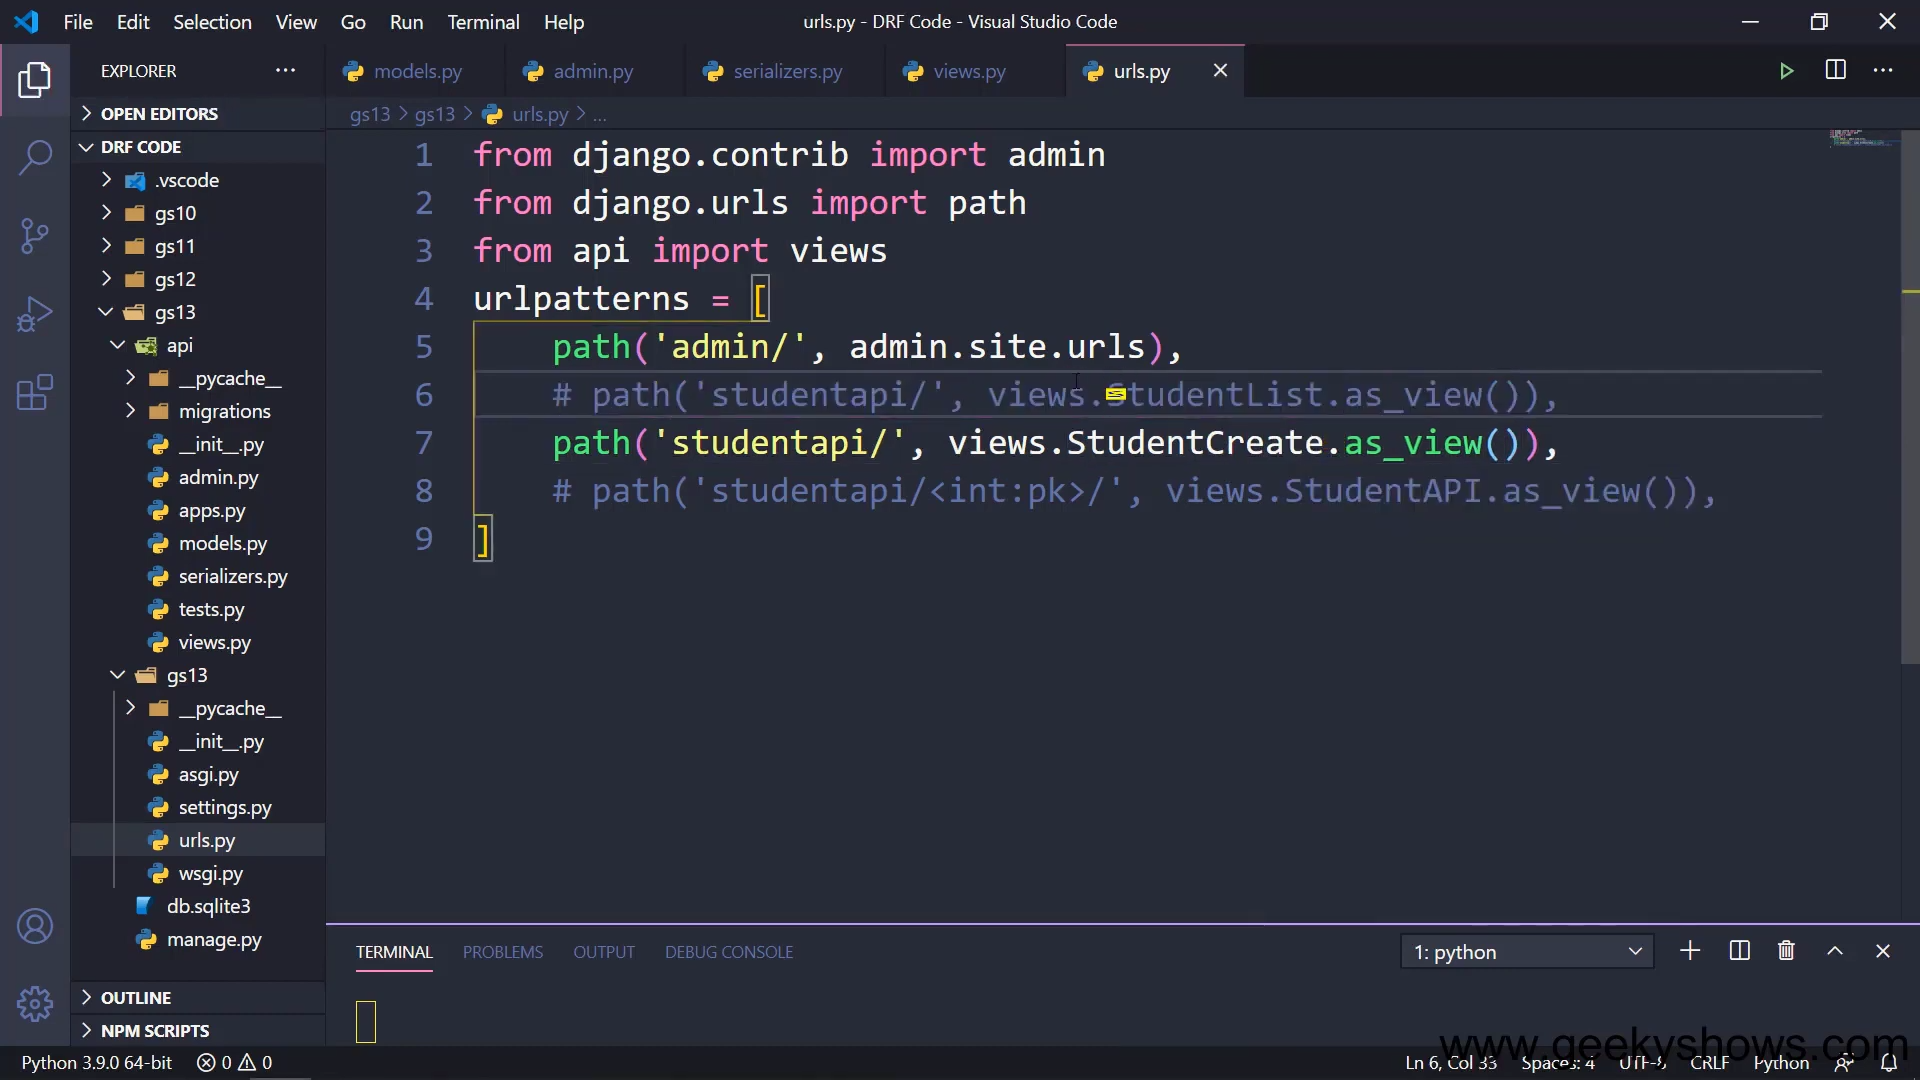 File Edit Selection View Go Run Terminal Help
urls.py - DRF Code - Visual Studio Code
EXPLORER
OPEN EDITORS
DRF CODE
.vscode
gs10
gs11
gs12
gs13
api
__pycache__
migrations
__init__.py
admin.py
apps.py
models.py
serializers.py
tests.py
views.py
gs13
__pycache__
__init__.py
asgi.py
settings.py
urls.py
wsgi.py
db.sqlite3
manage.py
OUTLINE
NPM SCRIPTS
models.py admin.py serializers.py views.py urls.py
gs13 > gs13 > urls.py > ...
1 from django.contrib import admin
2 from django.urls import path
3 from api import views
4 urlpatterns = [
5 path('admin/', admin.site.urls),
6 # path('studentapi/', views.StudentList.as_view()),
7 path('studentapi/', views.StudentCreate.as_view()),
8 # path('studentapi/<int:pk>/', views.StudentAPI.as_view()),
9 ]
TERMINAL PROBLEMS OUTPUT DEBUG CONSOLE
1: python
www.geekyshows.com
Python 3.9.0 64-bit 0 0
Ln 6, Col 33 Spaces: 4 UTF-8 CRLF Python